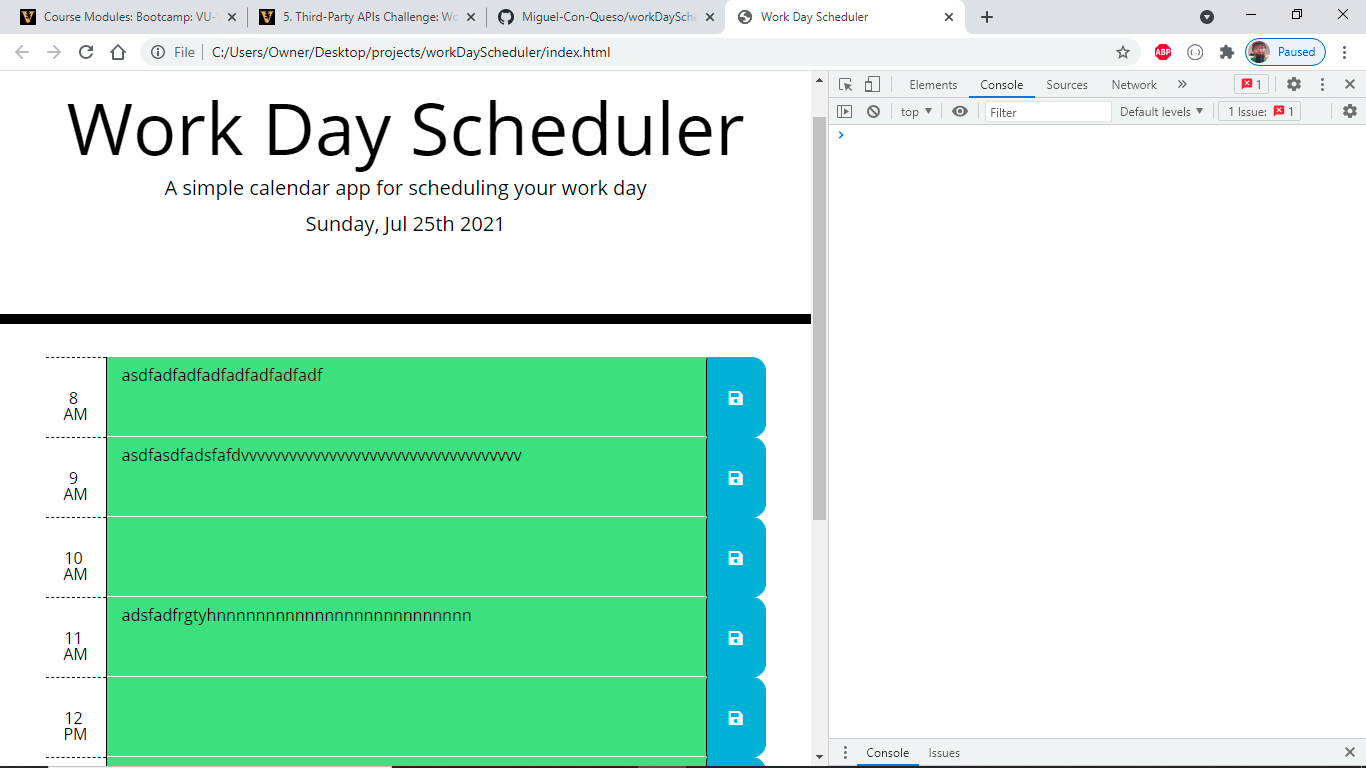 Course Modules: Bootcamp: VU-
5. Third-Party APIs Challenge: Wo
Miguel-Con-Queso/workDaySche
Work Day Scheduler
File
C:/Users/Owner/Desktop/projects/workDayScheduler/index.html
ABP
Paused
Elements
Console
Sources
Network
1
top
Filter
Default levels
1 Issue: 1
Work Day Scheduler
A simple calendar app for scheduling your work day
Sunday, Jul 25th 2021
8
AM
asdfadfadfadfadfadfadfadf
9
AM
asdfasdfadsfafdvvvvvvvvvvvvvvvvvvvvvvvvvvvvvvvvvvv
10
AM
11
AM
adsfadfrgtyhnnnnnnnnnnnnnnnnnnnnnnnnnn
12
PM
Console
Issues